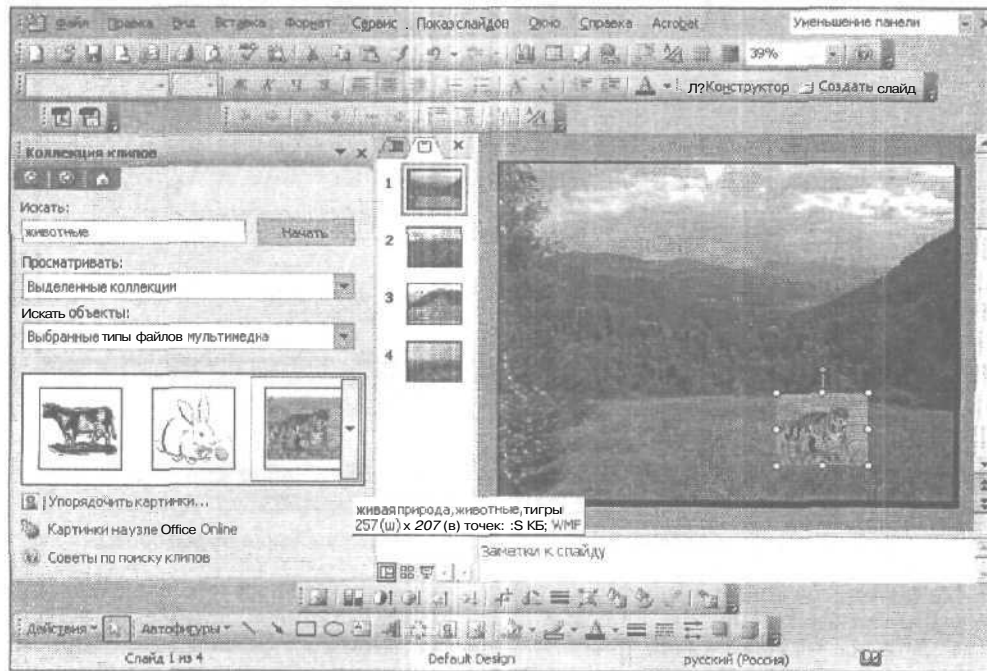 Файл Правка Вид Вставка Формат Сервис Показ слайдов Окно Справка Acrobat Уменьшение панели
39%
Ж К Ч S А Л?Конструктор Создать слайд
Коллекция клипов
Искать:
животные Начать
Просматривать:
Выделенные коллекции
Искать объекты:
Выбранные типы файлов мультимедиа
1
2
3
4
Упорядочить картинки...
Картинки на узле Office Online
Советы по поиску клипов
живая природа, животные, тигры
257 (ш) x 207 (в) точек: :S КБ; WMF
Заметки к слайду
Действия Автофигуры
Слайд 1 из 4 Default Design русский (Россия)